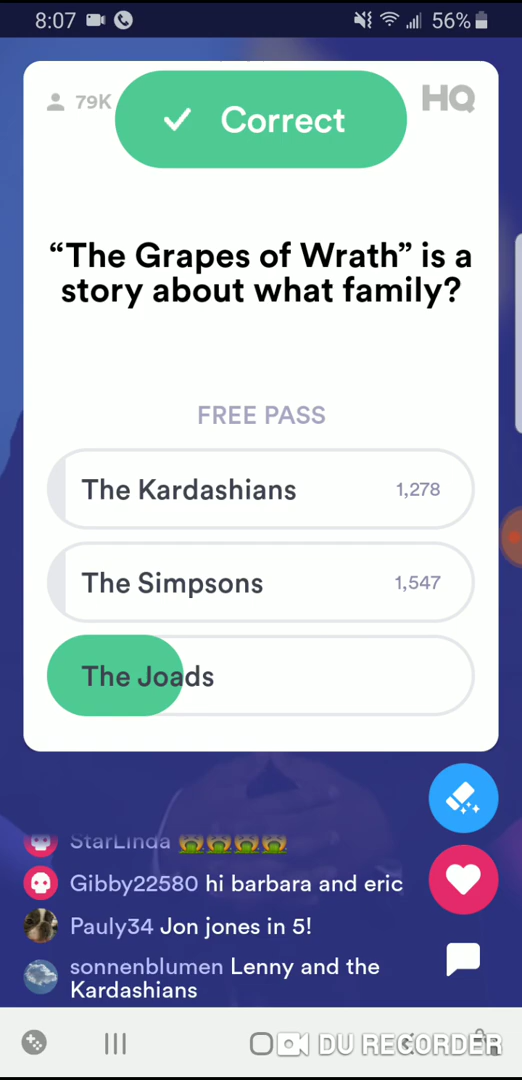 8:07
56%
79K
Correct
HQ
“The Grapes of Wrath” is a
story about what family?
FREE PASS
The Kardashians 1,278
The Simpsons 1,547
The Joads
StarLinda 🤮🤮🤮🤮
Gibby22580 hi barbara and eric
Pauly34 Jon jones in 5!
sonnenblumen Lenny and the
Kardashians
DU RECORDER